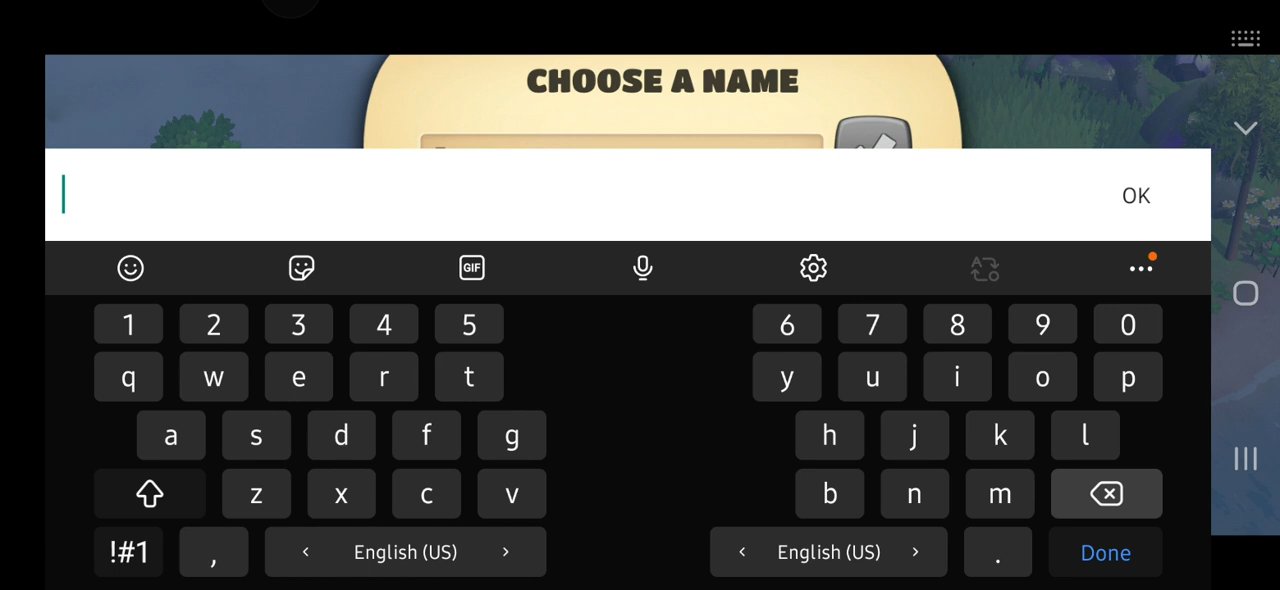 CHOOSE A NAME
OK
GIF
1 2 3 4 5 6 7 8 9 0
q w e r t y u i o p
a s d f g h j k l
z x c v b n m
!#1 , < English (US) > < English (US) > . Done